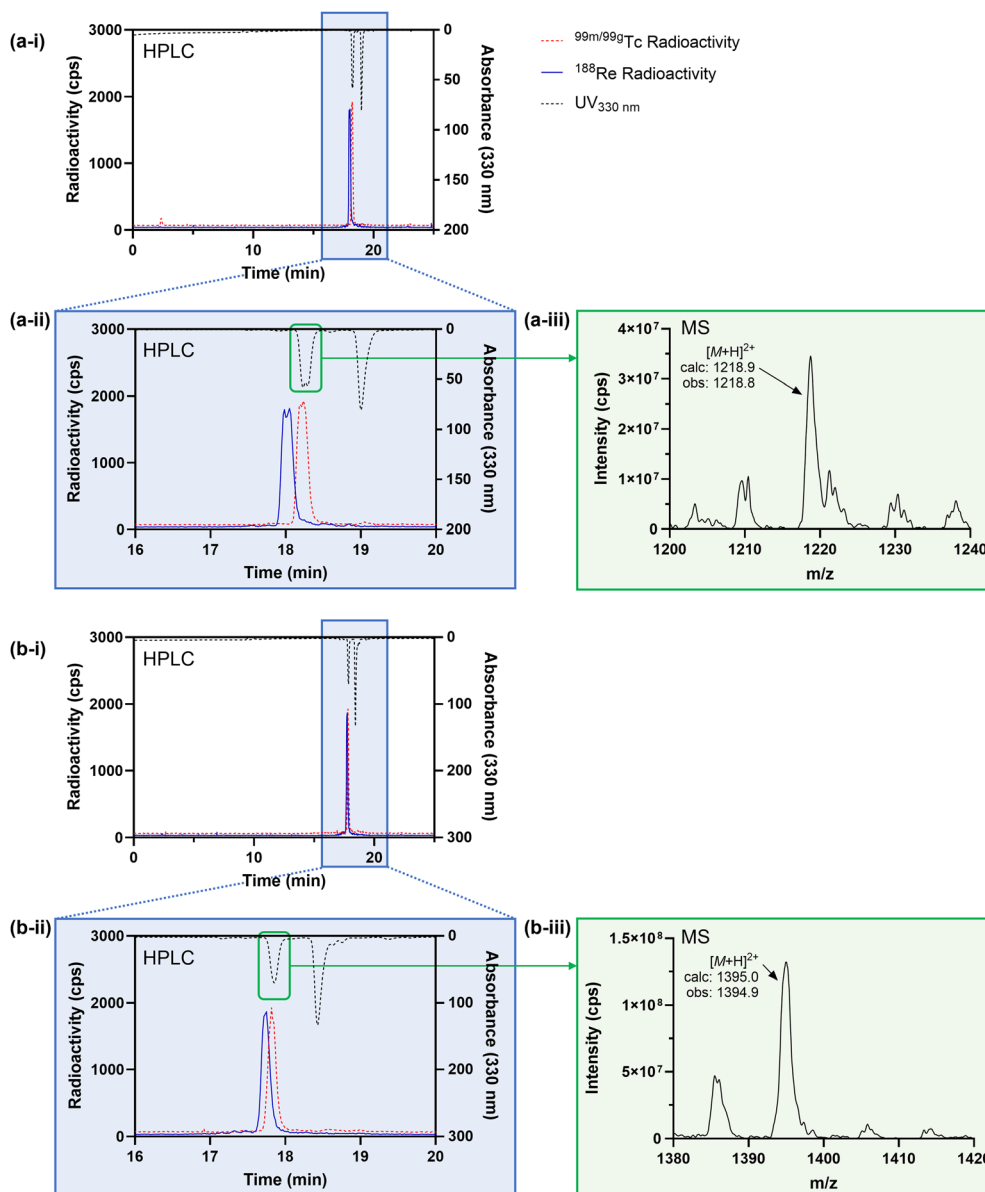 (a-i)
HPLC
Radioactivity (cps)
3000
2000
1000
0
0
50
100
150
200
Absorbance (330 nm)
0
10
20
Time (min)
99m/99gTc Radioactivity
188Re Radioactivity
UV330 nm
(a-ii)
HPLC
Radioactivity (cps)
3000
2000
1000
0
0
50
100
150
200
Absorbance (330 nm)
16
17
18
19
20
Time (min)
(a-iii)
MS
[M+H]2+
calc: 1218.9
obs: 1218.8
Intensity (cps)
4×10⁷
3×10⁷
2×10⁷
1×10⁷
0
1200
1210
1220
1230
1240
m/z
(b-i)
HPLC
Radioactivity (cps)
3000
2000
1000
0
0
100
200
300
Absorbance (330 nm)
0
10
20
Time (min)
(b-ii)
HPLC
Radioactivity (cps)
3000
2000
1000
0
0
100
200
300
Absorbance (330 nm)
16
17
18
19
20
Time (min)
(b-iii)
MS
[M+H]2+
calc: 1395.0
obs: 1394.9
Intensity (cps)
1.5×10⁸
1×10⁸
5×10⁷
0
1380
1390
1400
1410
1420
m/z